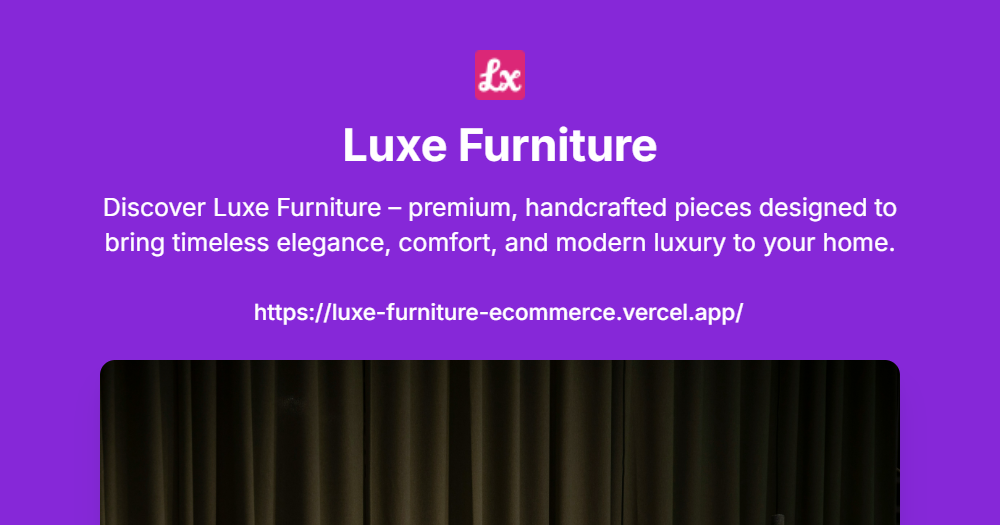 Lx
Luxe Furniture
Discover Luxe Furniture – premium, handcrafted pieces designed to
bring timeless elegance, comfort, and modern luxury to your home.
https://luxe-furniture-ecommerce.vercel.app/